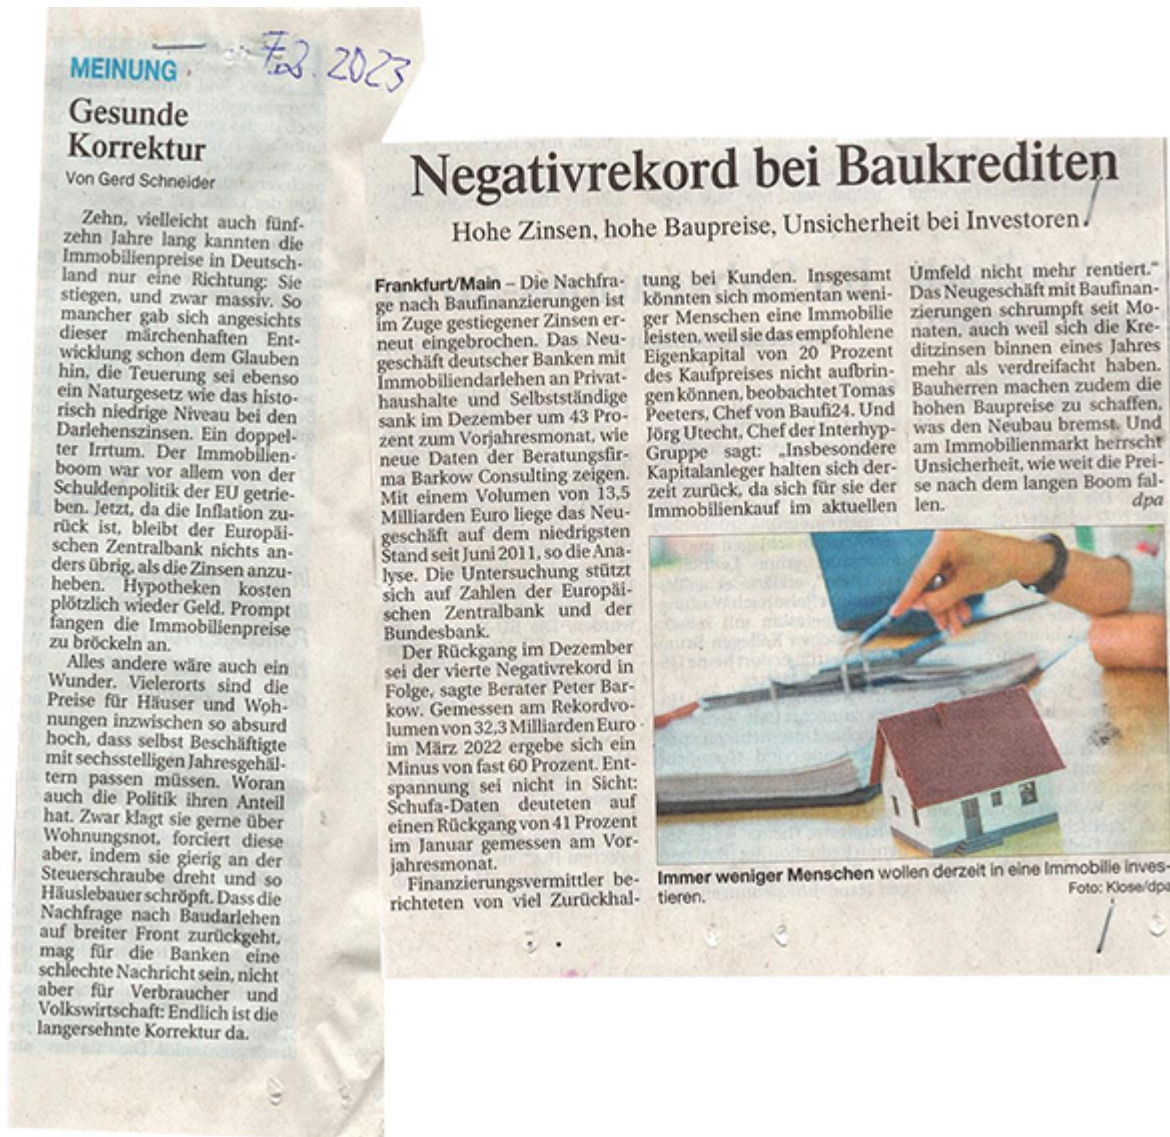 7.2.2023
MEINUNG
Gesunde
Korrektur
Von Gerd Schneider
Zehn, vielleicht auch fünf-
zehn Jahre lang kannten die
Immobilienpreise in Deutsch-
land nur eine Richtung: Sie
stiegen, und zwar massiv. So
mancher gab sich angesichts
dieser märchenhaften Ent-
wicklung schon dem Glauben
hin, die Teuerung sei ebenso
ein Naturgesetz wie das histo-
risch niedrige Niveau bei den
Darlehenszinsen. Ein doppel-
ter Irrtum. Der Immobilien-
boom war vor allem von der
Schuldenpolitik der EU getrie-
ben. Jetzt, da die Inflation zu-
rück ist, bleibt der Europäi-
schen Zentralbank nichts an-
ders übrig, als die Zinsen anzu-
heben. Hypotheken kosten
plötzlich wieder Geld. Prompt
fangen die Immobilienpreise
zu bröckeln an.
Alles andere wäre auch ein
Wunder. Vielerorts sind die
Preise für Häuser und Woh-
nungen inzwischen so absurd
hoch, dass selbst Beschäftigte
mit sechsstelligen Jahresgehäl-
tern passen müssen. Woran
auch die Politik ihren Anteil
hat. Zwar klagt sie gerne über
Wohnungsnot, forciert diese
aber, indem sie gierig an der
Steuerschraube dreht und so
Häuslebauer schröpft. Dass die
Nachfrage nach Baudarlehen
auf breiter Front zurückgeht,
mag für die Banken eine
schlechte Nachricht sein, nicht
aber für Verbraucher und
Volkswirtschaft: Endlich ist die
langersehnte Korrektur da.
Negativrekord bei Baukrediten
Hohe Zinsen, hohe Baupreise, Unsicherheit bei Investoren
Frankfurt/Main – Die Nachfra-
ge nach Baufinanzierungen ist
im Zuge gestiegener Zinsen er-
neut eingebrochen. Das Neu-
geschäft deutscher Banken mit
Immobiliendarlehen an Privat-
haushalte und Selbstständige
sank im Dezember um 43 Pro-
zent zum Vorjahresmonat, wie
neue Daten der Beratungsfir-
ma Barkow Consulting zeigen.
Mit einem Volumen von 13,5
Milliarden Euro liege das Neu-
geschäft auf dem niedrigsten
Stand seit Juni 2011, so die Ana-
lyse. Die Untersuchung stützt
sich auf Zahlen der Europäi-
schen Zentralbank und der
Bundesbank.
Der Rückgang im Dezember
sei der vierte Negativrekord in
Folge, sagte Berater Peter Bar-
kow. Gemessen am Rekordvo-
lumen von 32,3 Milliarden Euro
im März 2022 ergebe sich ein
Minus von fast 60 Prozent. Ent-
spannung sei nicht in Sicht:
Schufa-Daten deuteten auf
einen Rückgang von 41 Prozent
im Januar gemessen am Vor-
jahresmonat.
Finanzierungsvermittler be-
richteten von viel Zurückhal-
tung bei Kunden. Insgesamt
könnten sich momentan weni-
ger Menschen eine Immobilie
leisten, weil sie das empfohlene
Eigenkapital von 20 Prozent
des Kaufpreises nicht aufbrin-
gen können, beobachtet Tomas
Peeters, Chef von Baufi24. Und
Jörg Utecht, Chef der Interhyp-
Gruppe sagt: „Insbesondere
Kapitalanleger halten sich der-
zeit zurück, da sich für sie der
Immobilienkauf im aktuellen
Umfeld nicht mehr rentiert.“
Das Neugeschäft mit Baufinan-
zierungen schrumpft seit Mo-
naten, auch weil sich die Kre-
ditzinsen binnen eines Jahres
mehr als verdreifacht haben.
Bauherren machen zudem die
hohen Baupreise zu schaffen,
was den Neubau bremst. Und
am Immobilienmarkt herrscht
Unsicherheit, wie weit die Prei-
se nach dem langen Boom fal-
len. dpa
Immer weniger Menschen wollen derzeit in eine Immobilie inves-
tieren. Foto: Klose/dpa